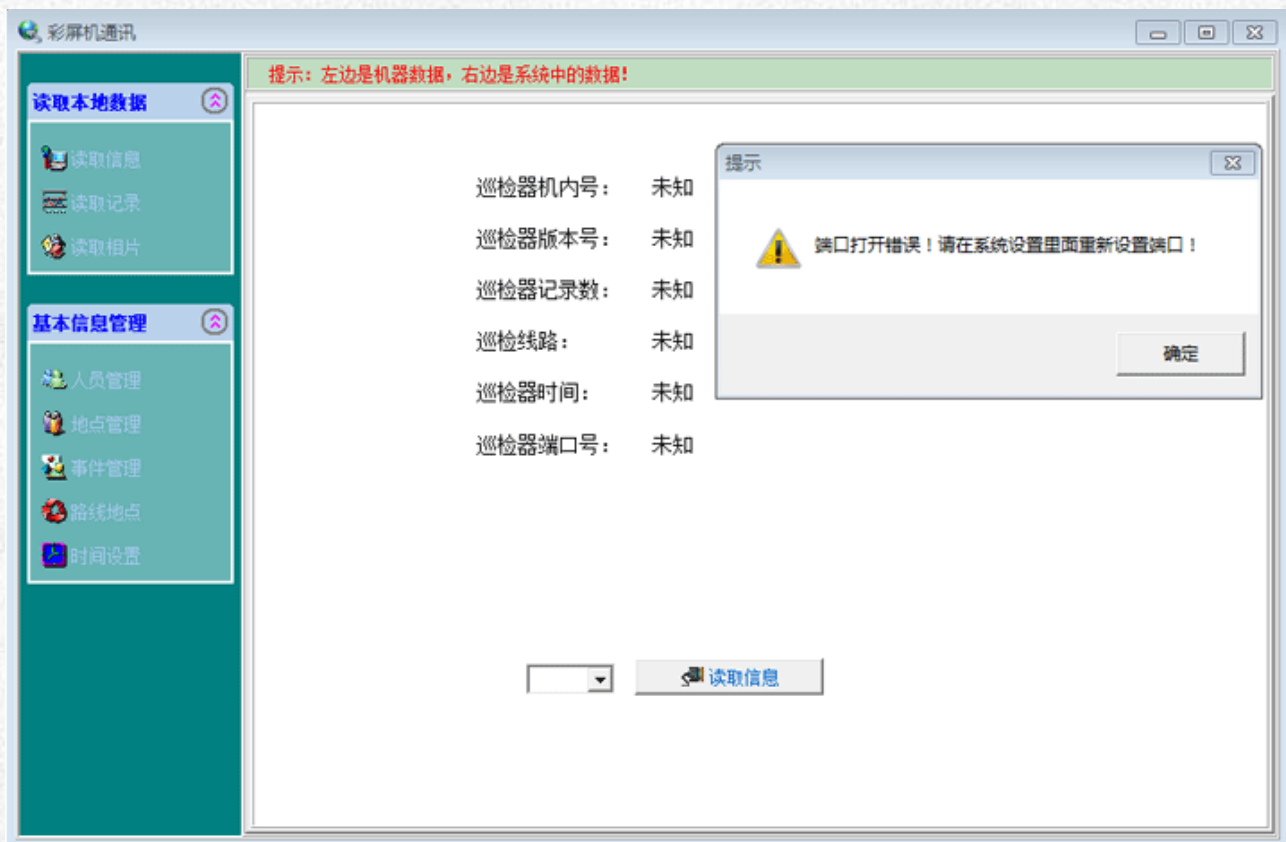 彩屏机通讯
提示：左边是机器数据，右边是系统中的数据!
读取本地数据
读取信息
读取记录
读取相片
基本信息管理
人员管理
地点管理
事件管理
路线地点
时间设置
巡检器机内号： 未知
巡检器版本号： 未知
巡检器记录数： 未知
巡检线路： 未知
巡检器时间： 未知
巡检器端口号： 未知
读取信息
提示
端口打开错误！请在系统设置里面重新设置端口！
确定